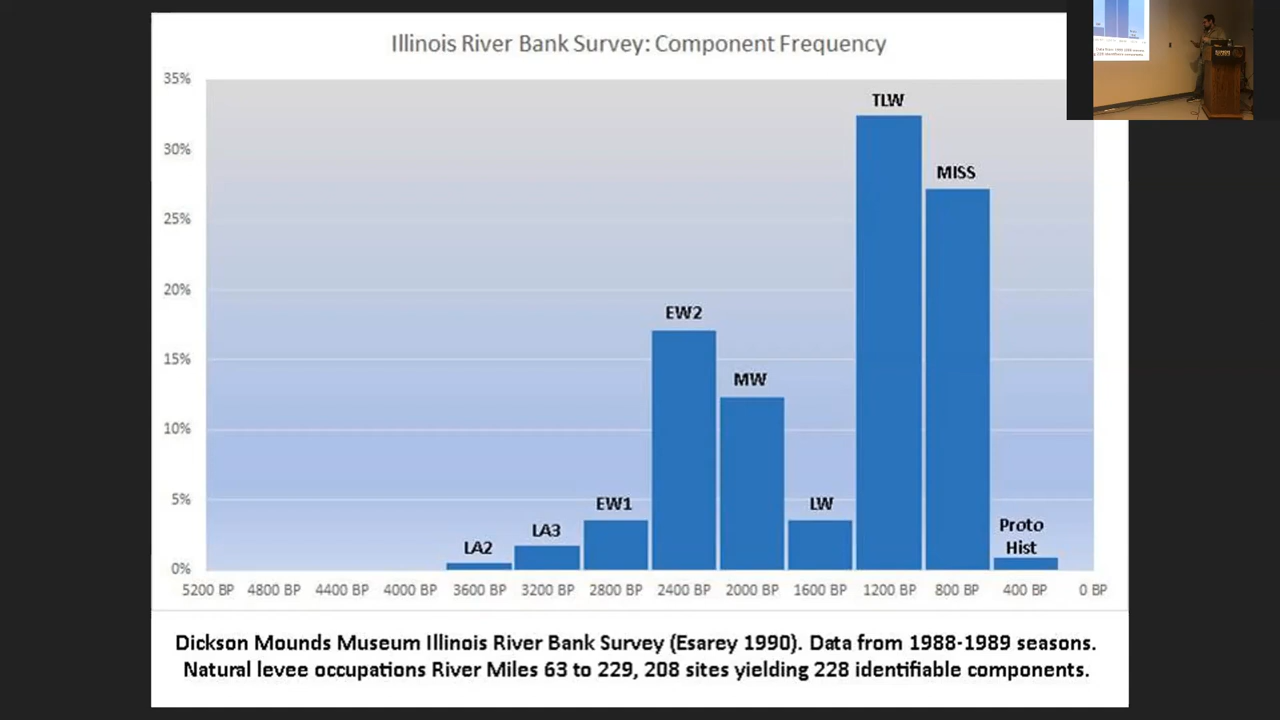 Illinois River Bank Survey: Component Frequency
35%
30%
25%
20%
15%
10%
5%
0%
TLW
MISS
EW2
MW
EW1
LW
LA3
LA2
Proto
Hist
5200 BP 4800 BP 4400 BP 4000 BP 3600 BP 3200 BP 2800 BP 2400 BP 2000 BP 1600 BP 1200 BP 800 BP 400 BP 0 BP
Dickson Mounds Museum Illinois River Bank Survey (Esarey 1990). Data from 1988-1989 seasons.
Natural levee occupations River Miles 63 to 229, 208 sites yielding 228 identifiable components.